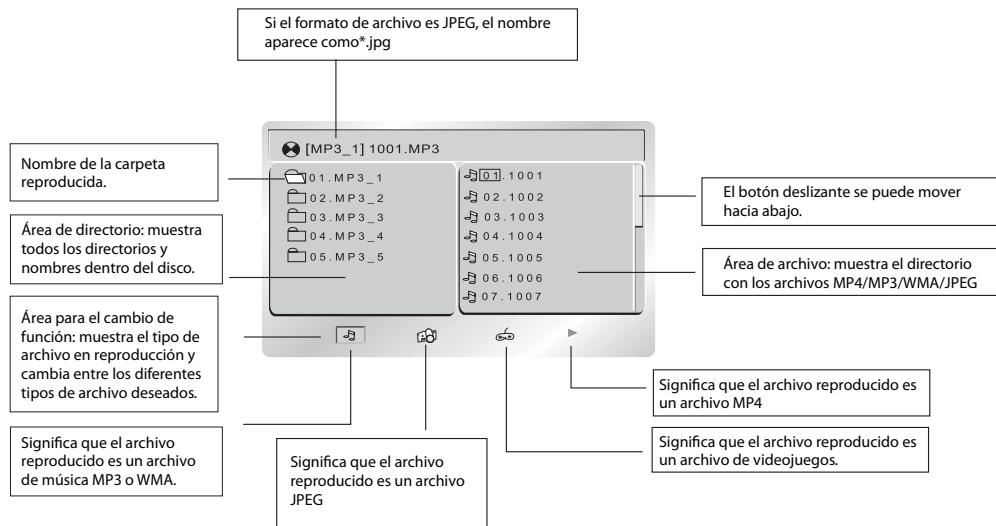 Si el formato de archivo es JPEG, el nombre
aparece como*.jpg
[MP3_1] 1001.MP3
Nombre de la carpeta
reproducida.
Área de directorio: muestra
todos los directorios y
nombres dentro del disco.
Área para el cambio de
función: muestra el tipo de
archivo en reproducción y
cambia entre los diferentes
tipos de archivo deseados.
Significa que el archivo
reproducido es un archivo
de música MP3 o WMA.
01.MP3_1
02.MP3_2
03.MP3_3
04.MP3_4
05.MP3_5
01.1001
02.1002
03.1003
04.1004
05.1005
06.1006
07.1007
El botón deslizante se puede mover
hacia abajo.
Área de archivo: muestra el directorio
con los archivos MP4/MP3/WMA/JPEG
Significa que el archivo reproducido es
un archivo MP4
Significa que el archivo reproducido es
un archivo de videojuegos.
Significa que el archivo
reproducido es un archivo
JPEG